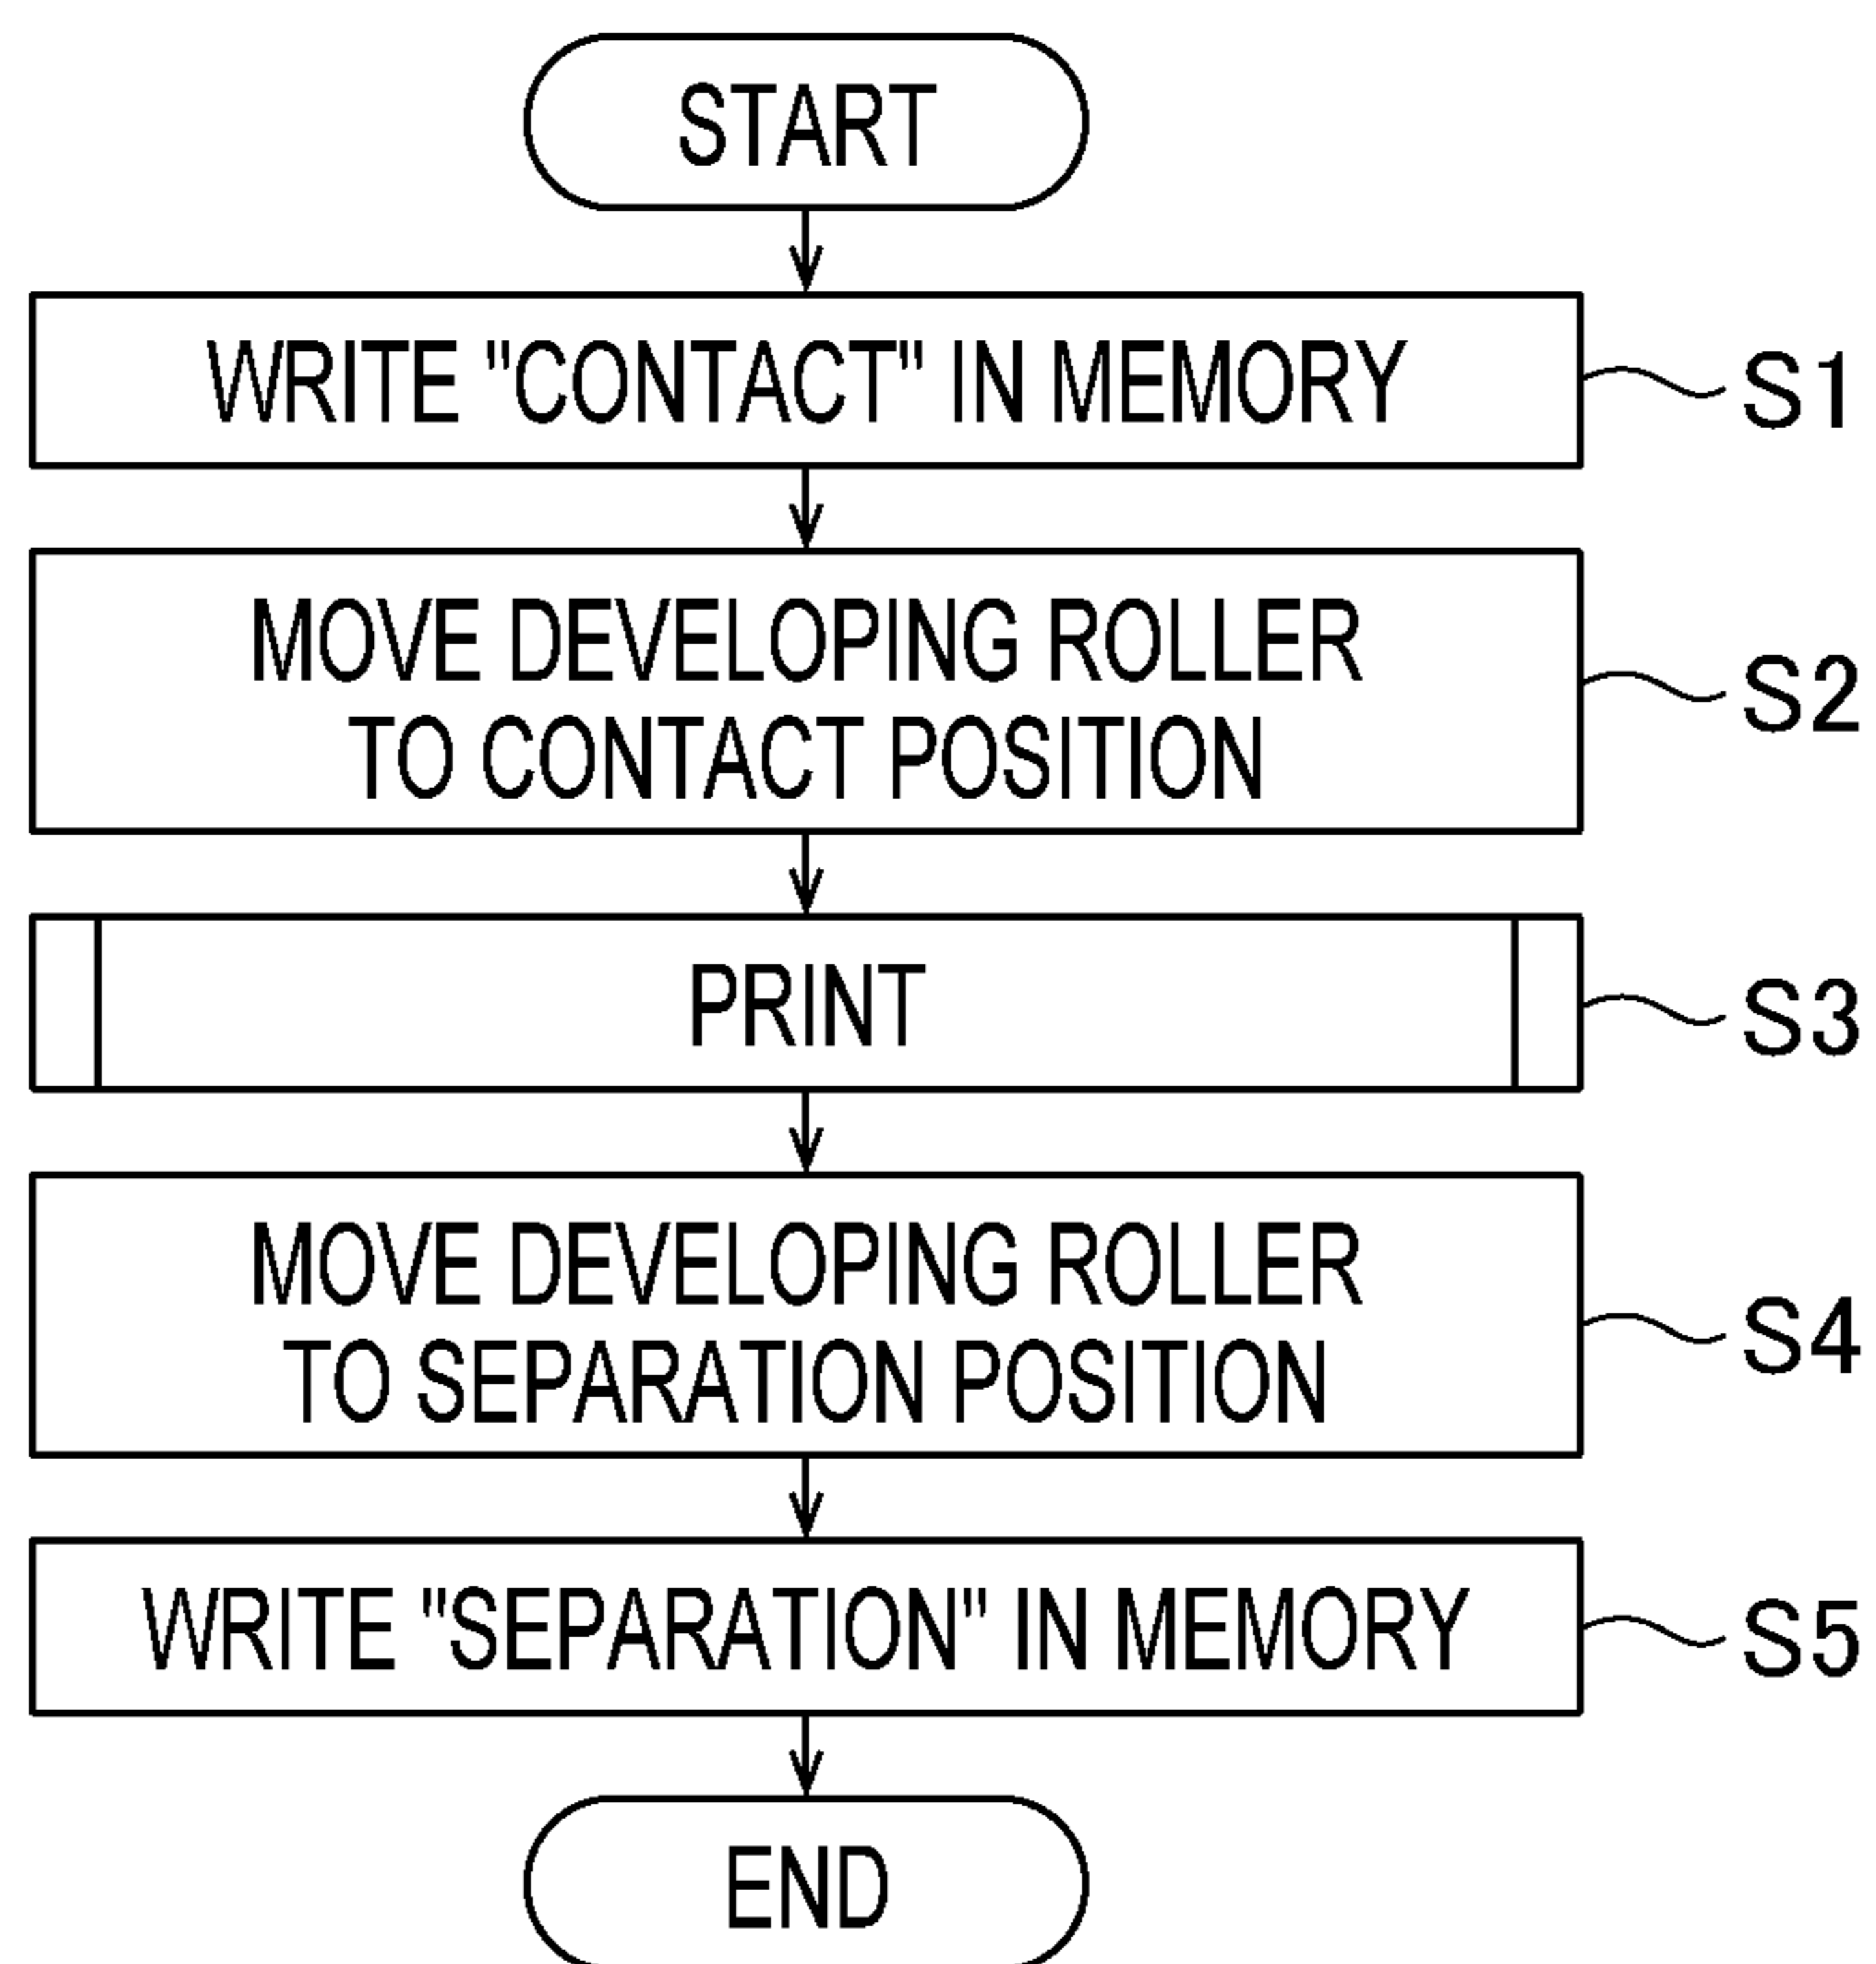 START
WRITE "CONTACT" IN MEMORY
S1
MOVE DEVELOPING ROLLER
TO CONTACT POSITION
S2
PRINT
S3
MOVE DEVELOPING ROLLER
TO SEPARATION POSITION
S4
WRITE "SEPARATION" IN MEMORY
S5
END